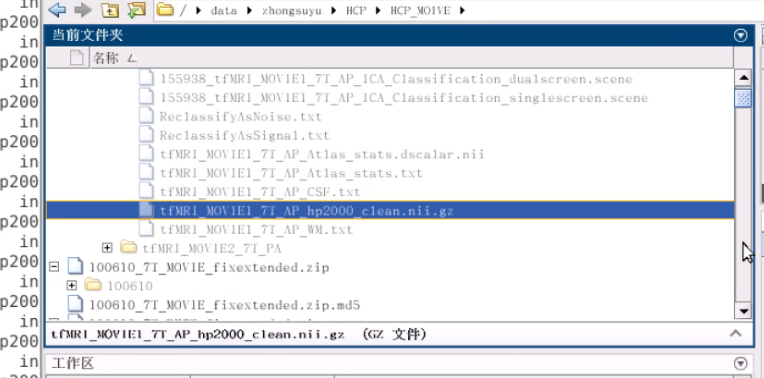 / ▸ data ▸ zhongsuyu ▸ HCP ▸ HCP_MOIVE ▸
当前文件夹
名称
155938_tfMRI_MOVIE1_7T_AP_ICA_Classification_dualscreen.scene
155938_tfMRI_MOVIE1_7T_AP_ICA_Classification_singlescreen.scene
ReclassifyAsNoise.txt
ReclassifyAsSignal.txt
tfMRI_MOVIE1_7T_AP_Atlas_stats.dscalar.nii
tfMRI_MOVIE1_7T_AP_Atlas_stats.txt
tfMRI_MOVIE1_7T_AP_CSF.txt
tfMRI_MOVIE1_7T_AP_hp2000_clean.nii.gz
tfMRI_MOVIE1_7T_AP_WM.txt
tfMRI_MOVIE2_7T_PA
100610_7T_MOVIE_fixextended.zip
100610
100610_7T_MOVIE_fixextended.zip.md5
tfMRI_MOVIE1_7T_AP_hp2000_clean.nii.gz (GZ 文件)
工作区
in
p200
in
p200
in
p200
in
p200
in
p200
in
p200
in
p200
in
p200
in
p200
in